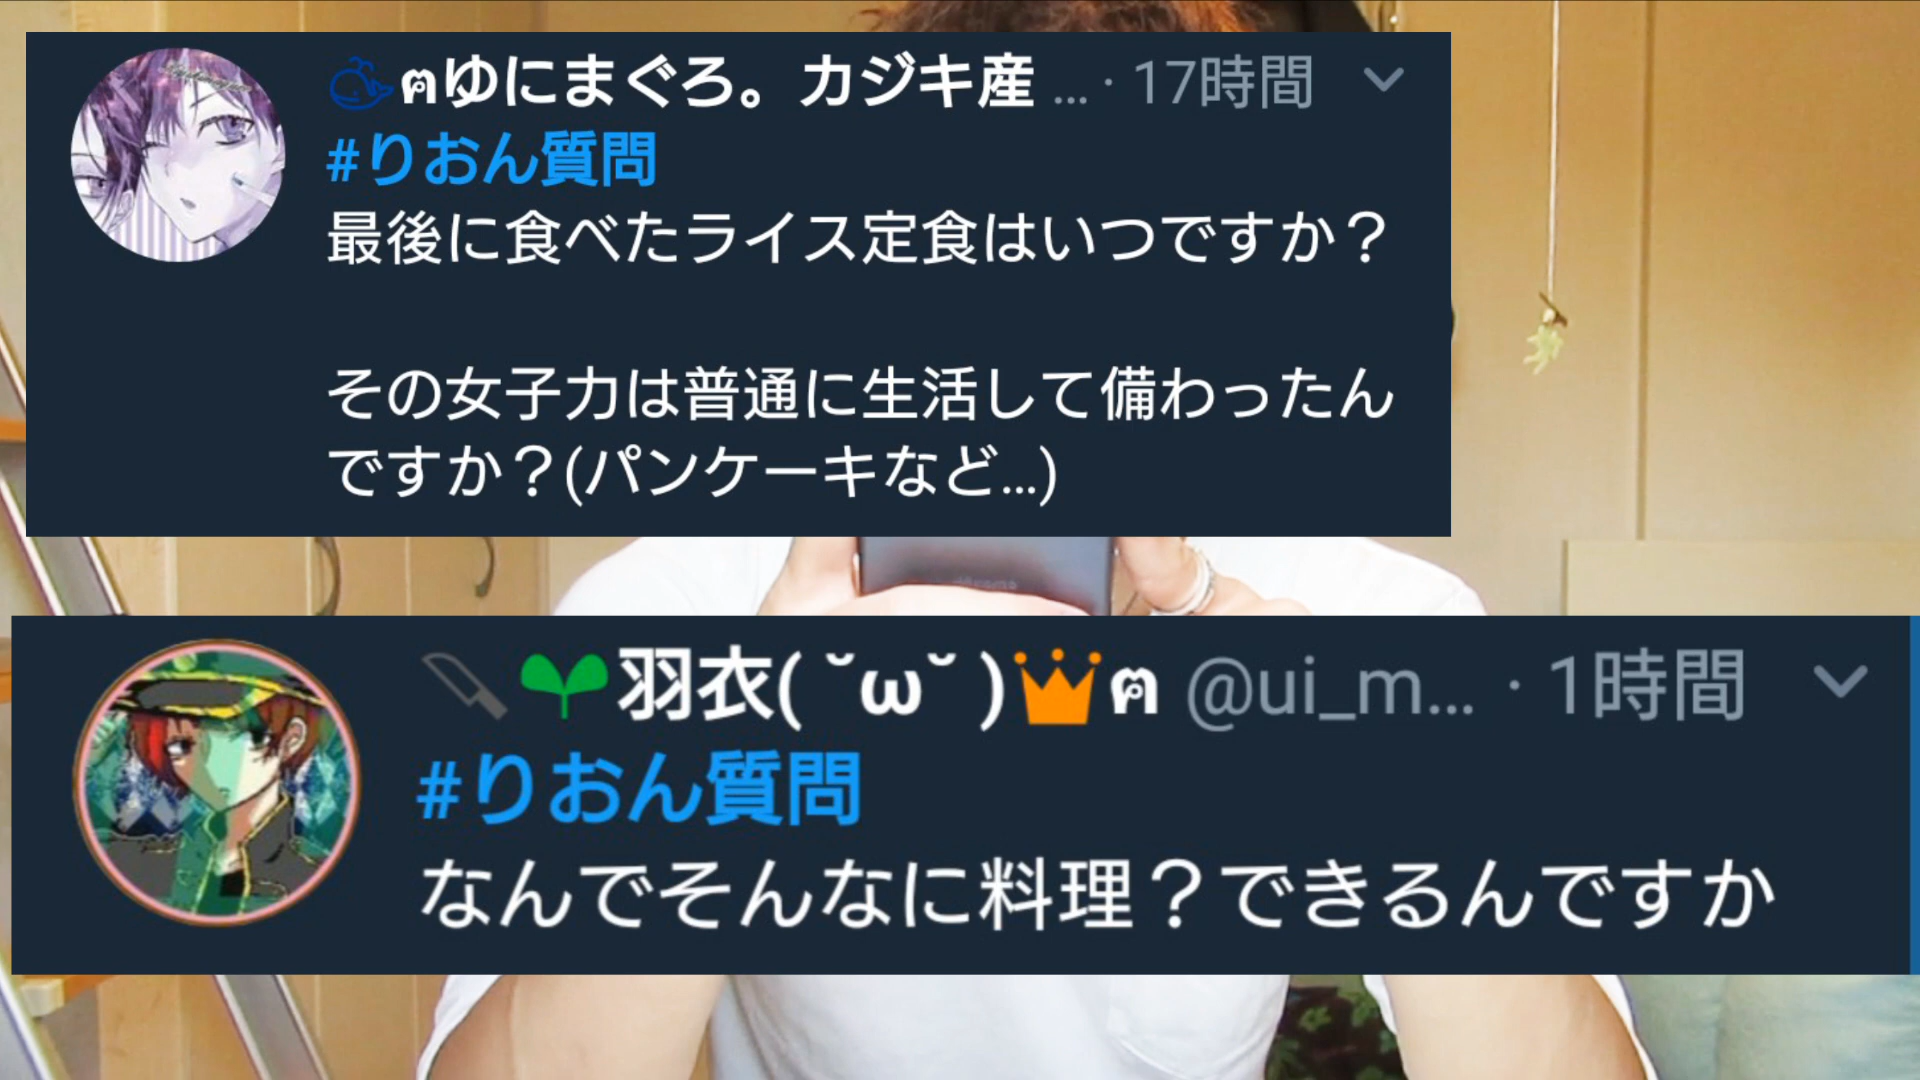 🐳ฅゆにまぐろ。カジキ産 ... · 17時間
#りおん質問
最後に食べたライス定食はいつですか？
その女子力は普通に生活して備わったん
ですか？(パンケーキなど...)
🔪🌱羽衣( ˘ω˘ )👑ฅ @ui_m... · 1時間
#りおん質問
なんでそんなに料理？できるんですか